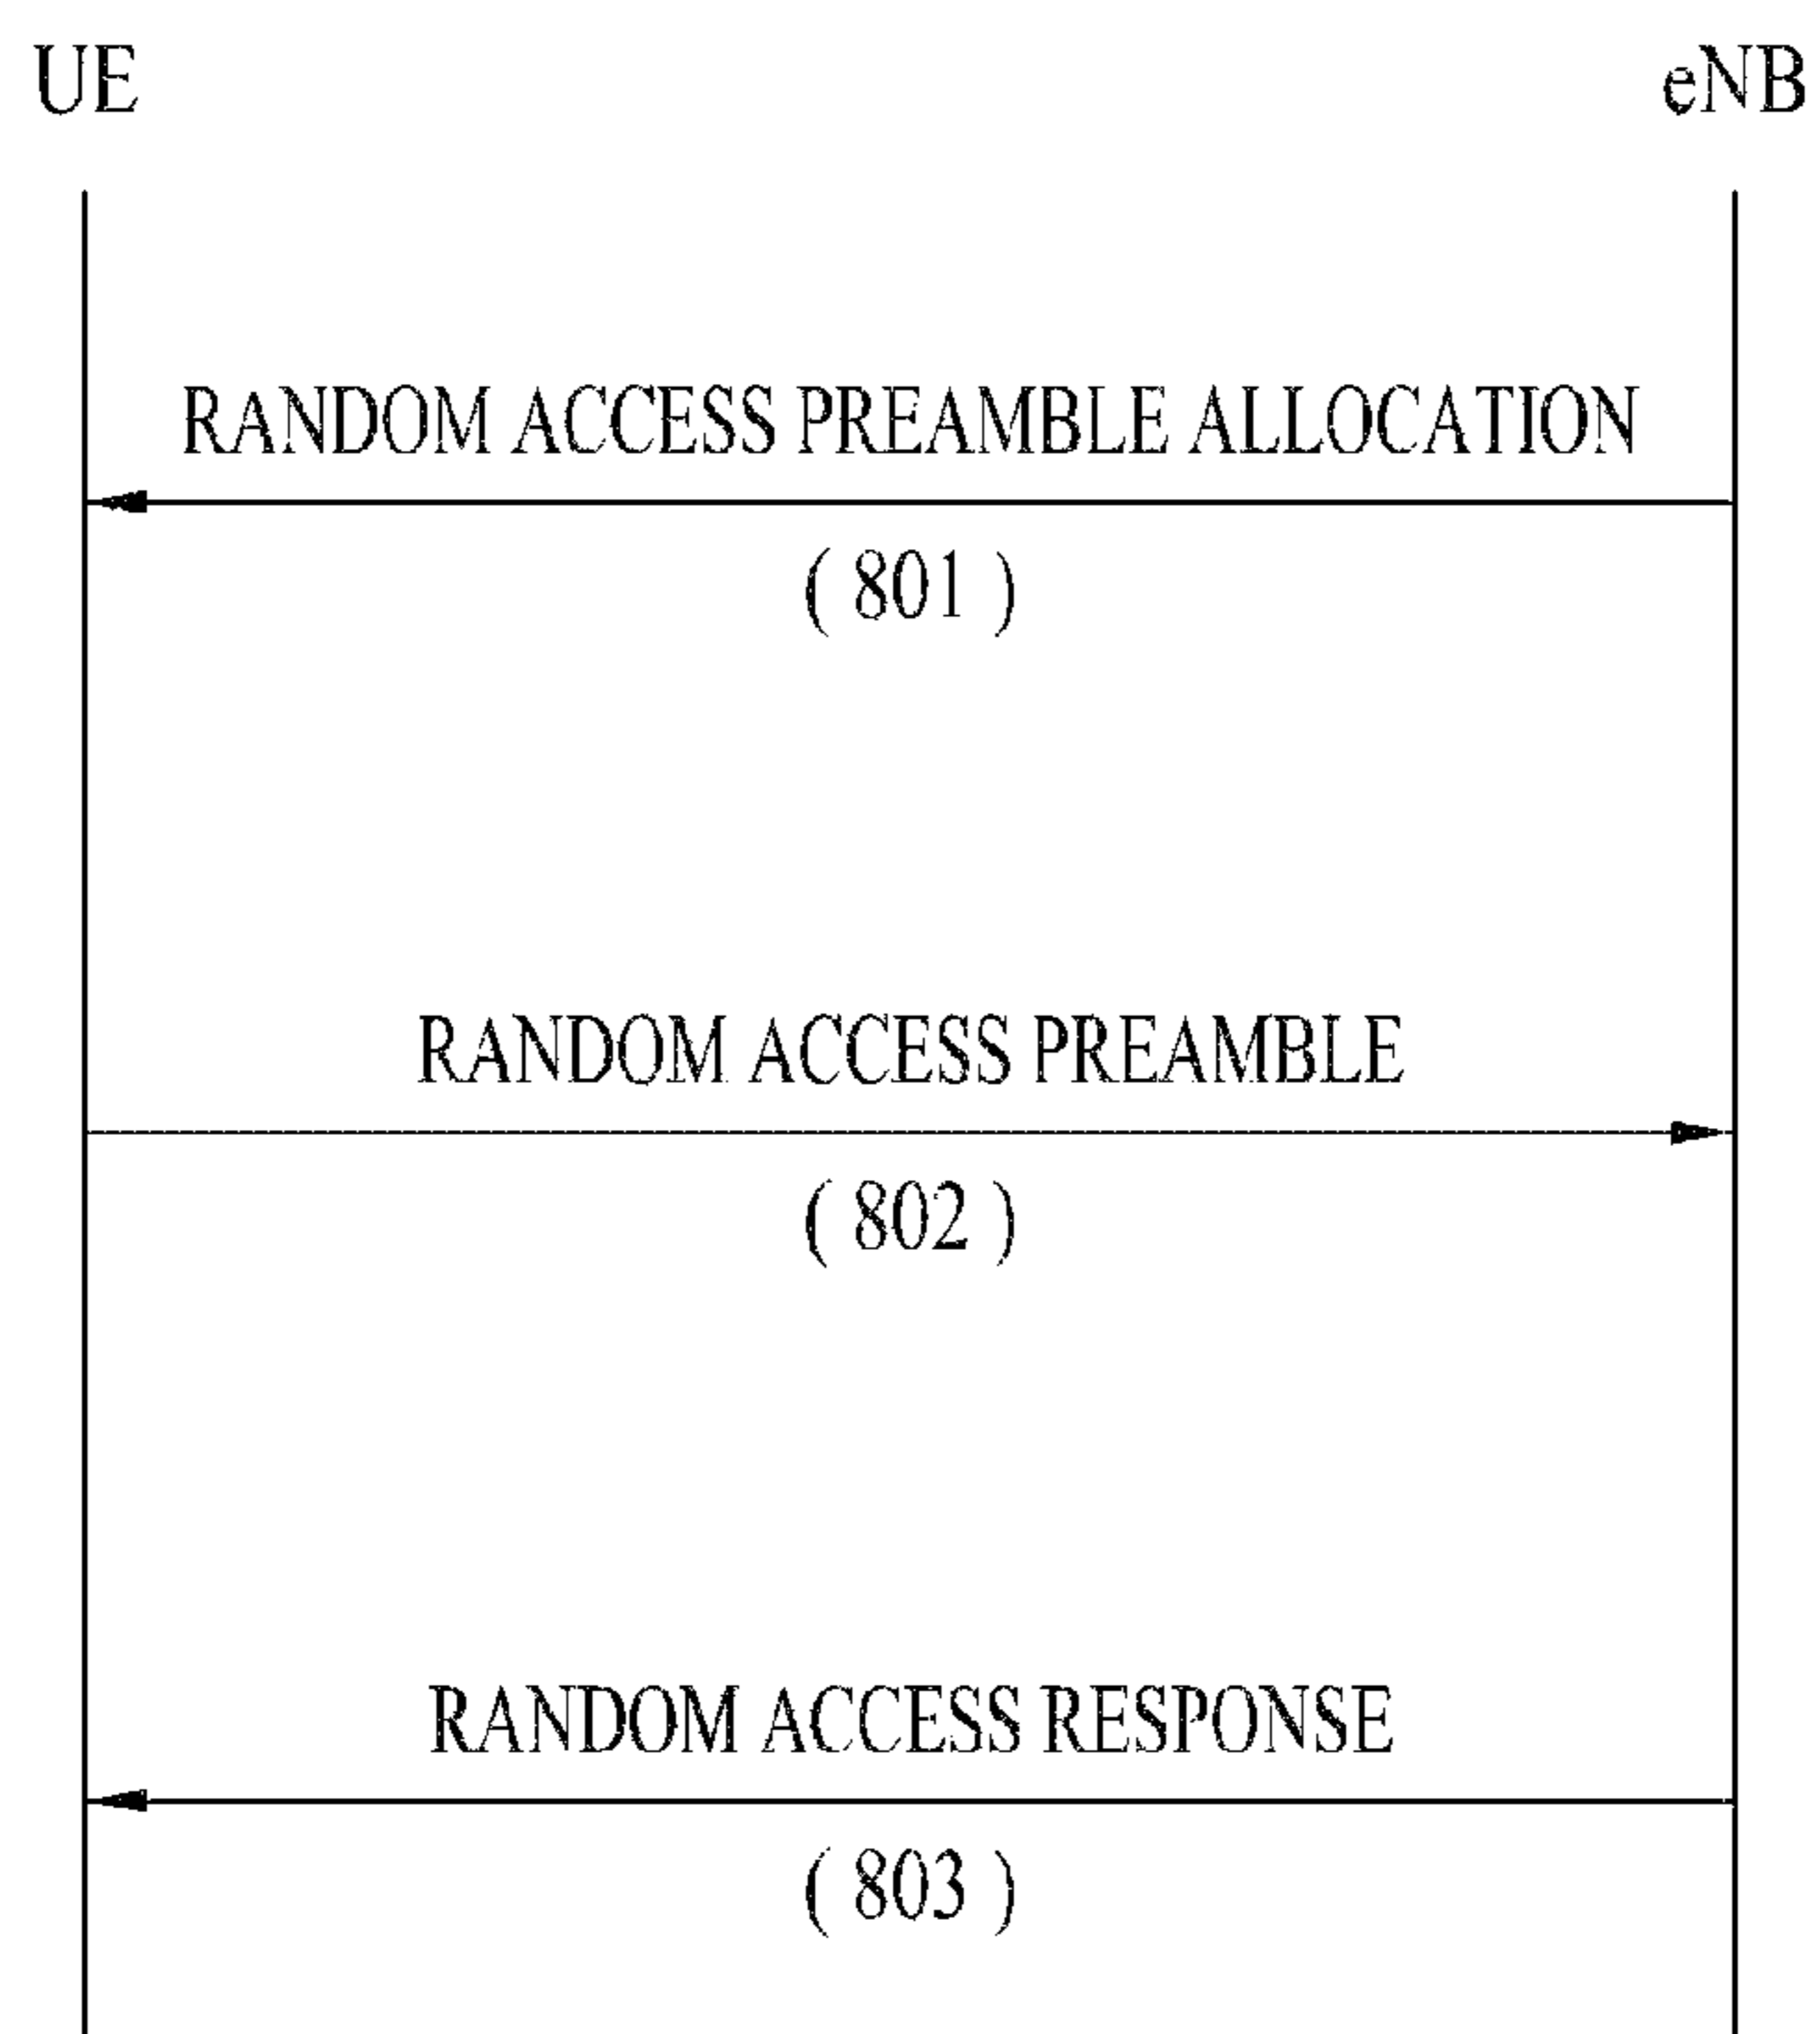 UE eNB
RANDOM ACCESS PREAMBLE ALLOCATION
( 801 )
RANDOM ACCESS PREAMBLE
( 802 )
RANDOM ACCESS RESPONSE
( 803 )